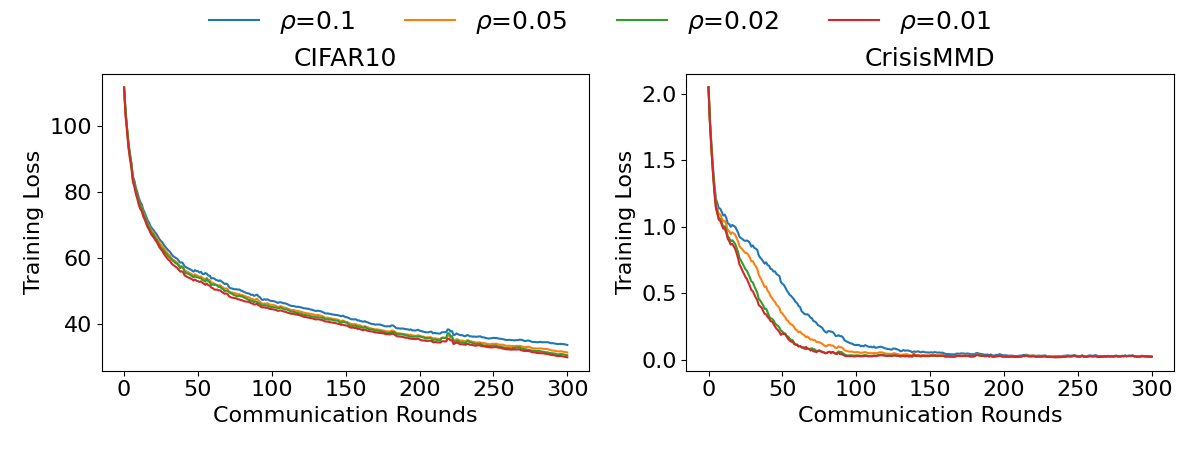 ρ=0.1 ρ=0.05 ρ=0.02 ρ=0.01
CIFAR10
Training Loss
100
80
60
40
0 50 100 150 200 250 300
Communication Rounds
CrisisMMD
Training Loss
2.0
1.5
1.0
0.5
0.0
0 50 100 150 200 250 300
Communication Rounds